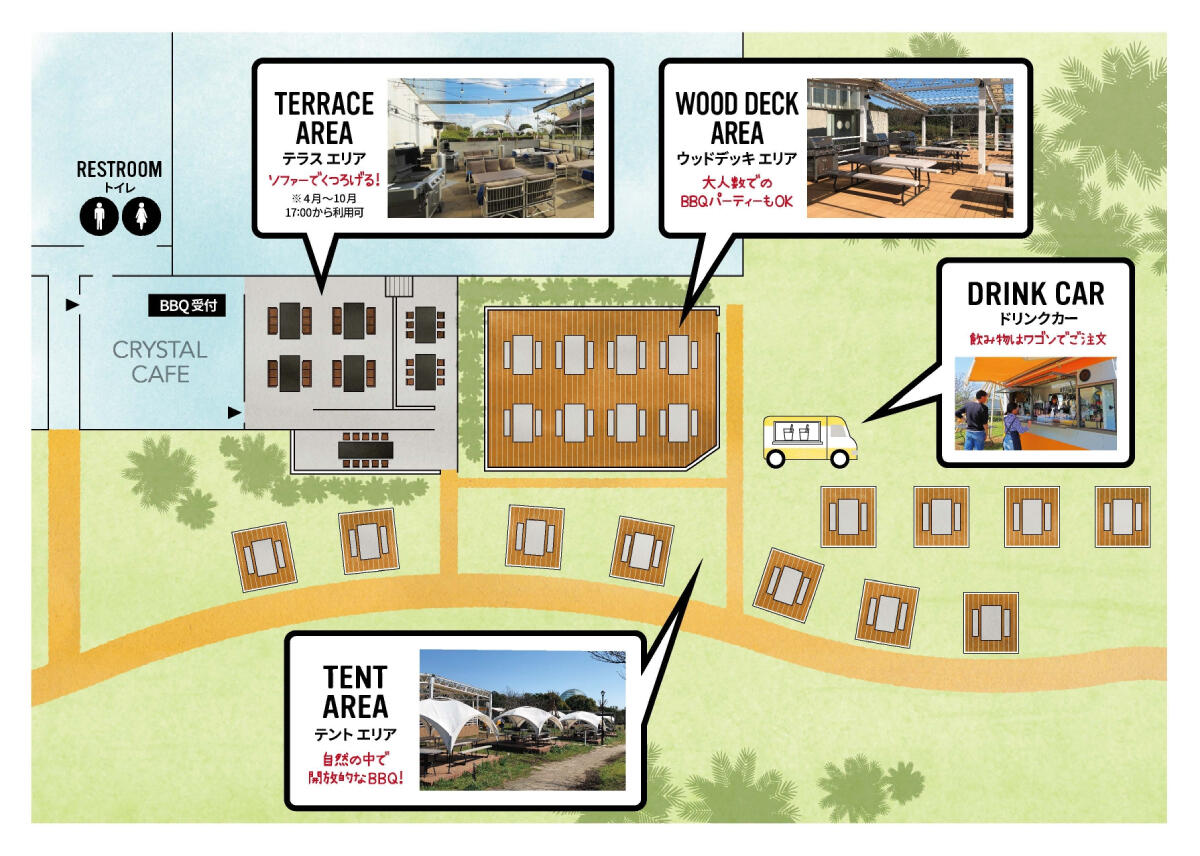 RESTROOM
トイレ
TERRACE
AREA
テラス エリア
ソファーでくつろげる!
※4月〜10月
17:00から利用可
WOOD DECK
AREA
ウッドデッキ エリア
大人数での
BBQパーティーもOK
DRINK CAR
ドリンクカー
飲み物はワゴンでご注文
BBQ受付
CRYSTAL
CAFE
TENT
AREA
テント エリア
自然の中で
開放的なBBQ!